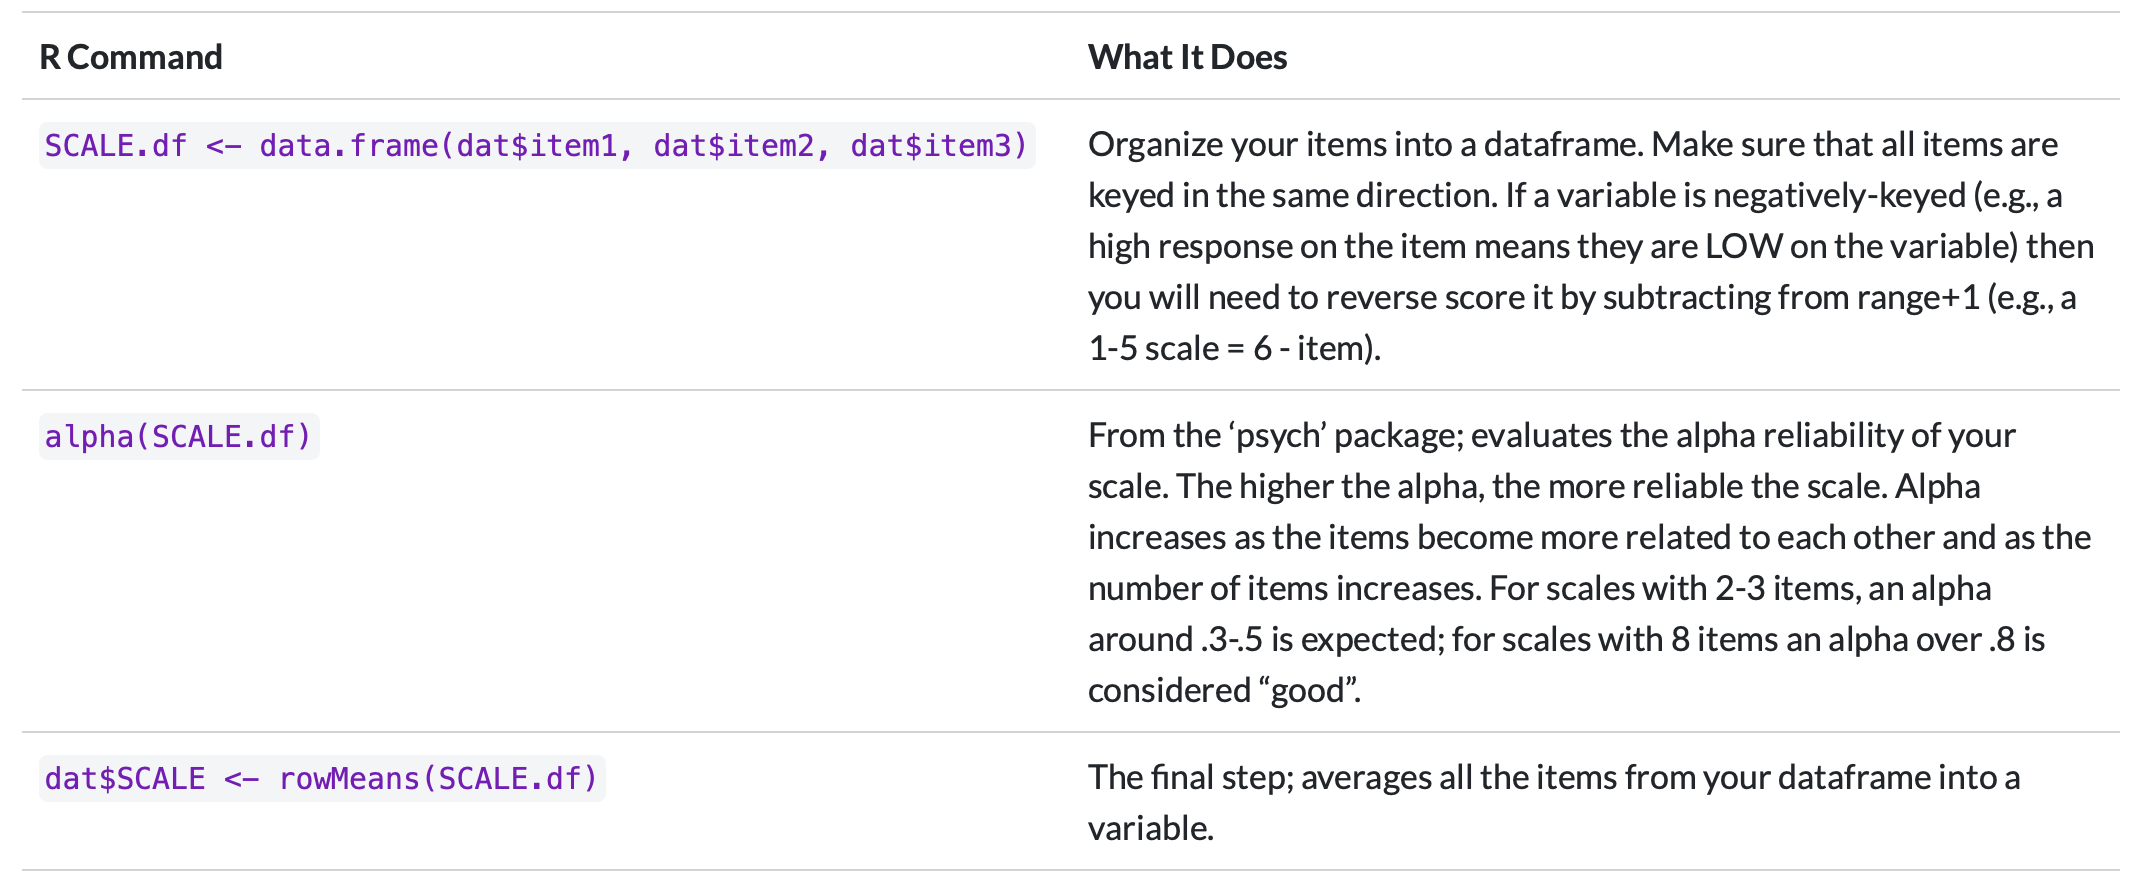 R Command
What It Does
SCALE.df <- data.frame(dat$item1, dat$item2, dat$item3)
Organize your items into a dataframe. Make sure that all items are
keyed in the same direction. If a variable is negatively-keyed (e.g., a
high response on the item means they are LOW on the variable) then
you will need to reverse score it by subtracting from range+1 (e.g., a
1-5 scale = 6 - item).
alpha(SCALE.df)
From the ‘psych’ package; evaluates the alpha reliability of your
scale. The higher the alpha, the more reliable the scale. Alpha
increases as the items become more related to each other and as the
number of items increases. For scales with 2-3 items, an alpha
around .3-.5 is expected; for scales with 8 items an alpha over .8 is
considered “good”.
dat$SCALE <- rowMeans(SCALE.df)
The final step; averages all the items from your dataframe into a
variable.